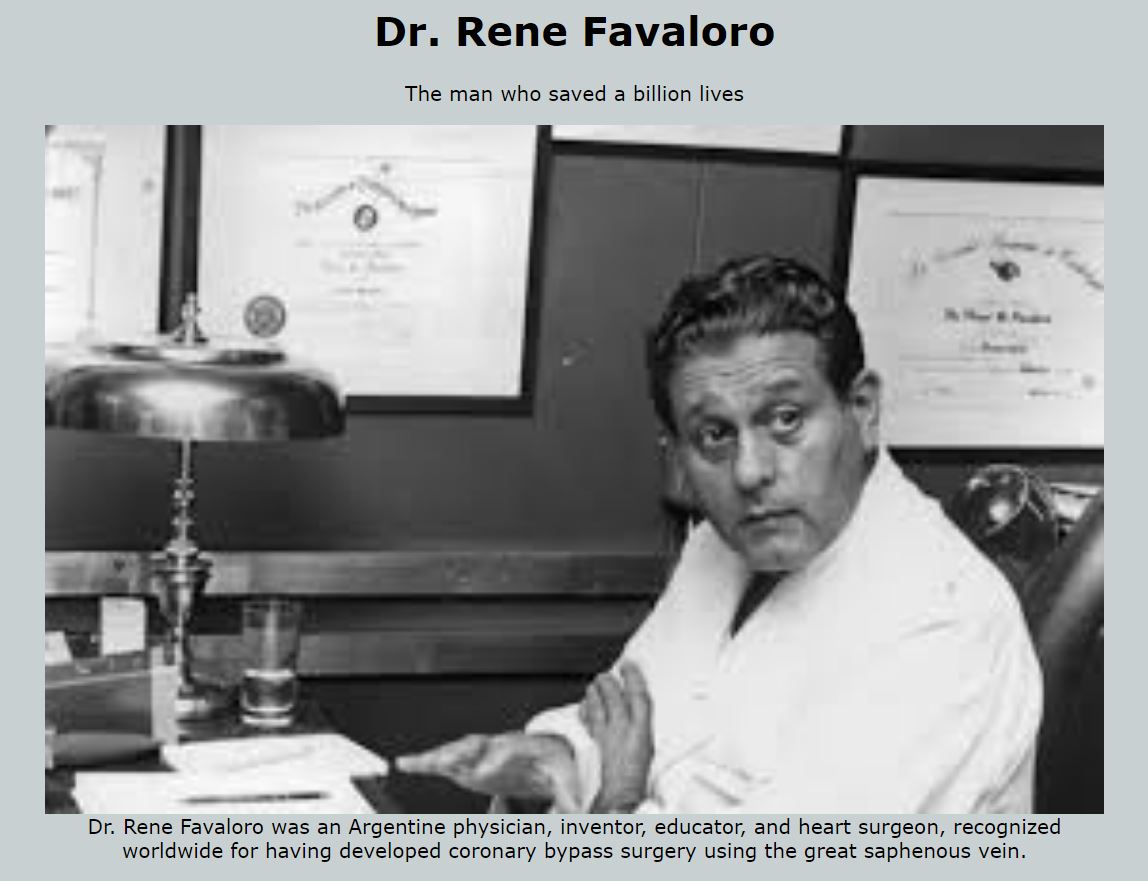 Dr. Rene Favaloro
The man who saved a billion lives
Dr. Rene Favaloro was an Argentine physician, inventor, educator, and heart surgeon, recognized
worldwide for having developed coronary bypass surgery using the great saphenous vein.